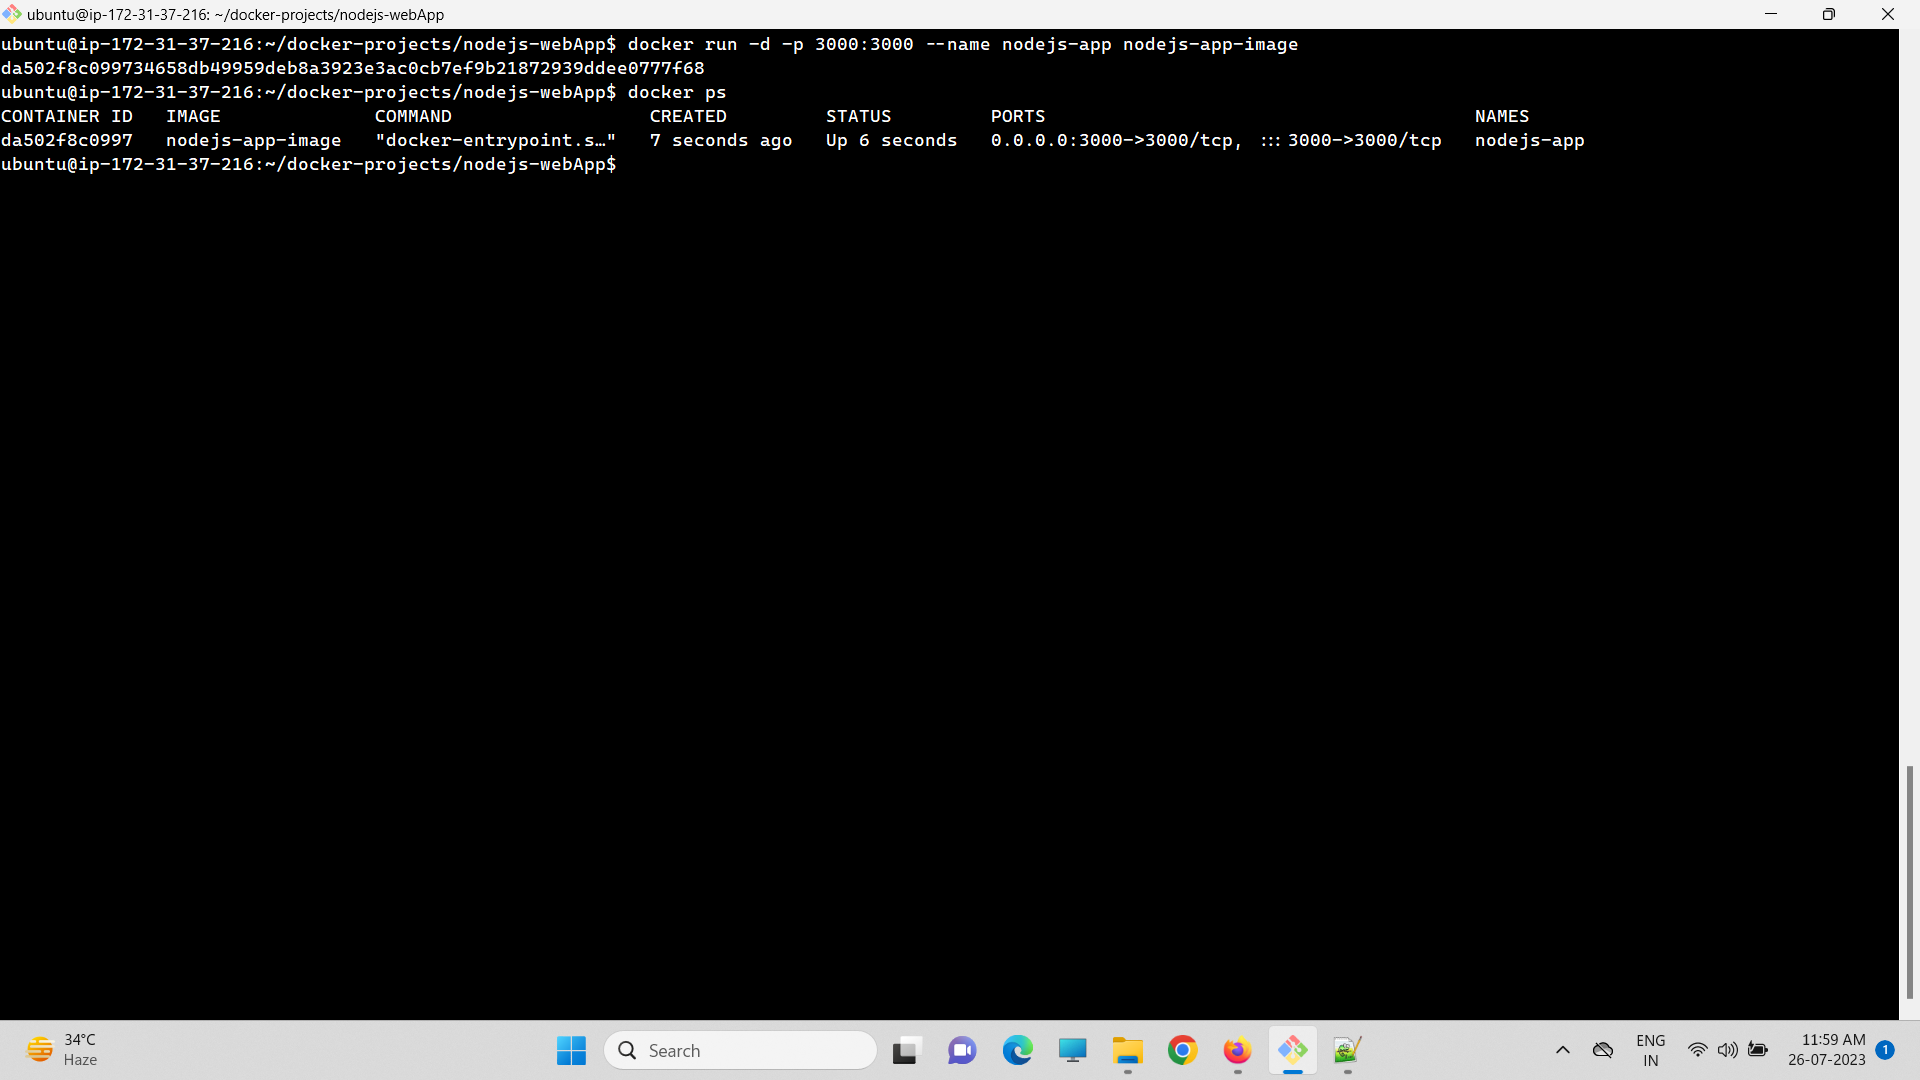 ubuntu@ip-172-31-37-216: ~/docker-projects/nodejs-webApp
ubuntu@ip-172-31-37-216:~/docker-projects/nodejs-webApp$ docker run -d -p 3000:3000 --name nodejs-app nodejs-app-image
da502f8c099734658db49959deb8a3923e3ac0cb7ef9b21872939ddee0777f68
ubuntu@ip-172-31-37-216:~/docker-projects/nodejs-webApp$ docker ps
CONTAINER ID   IMAGE              COMMAND                  CREATED         STATUS         PORTS                                       NAMES
da502f8c0997   nodejs-app-image   "docker-entrypoint.s…"   7 seconds ago   Up 6 seconds   0.0.0.0:3000->3000/tcp, :::3000->3000/tcp   nodejs-app
ubuntu@ip-172-31-37-216:~/docker-projects/nodejs-webApp$
34°C
Haze
Search
ENG
IN
11:59 AM
26-07-2023
1